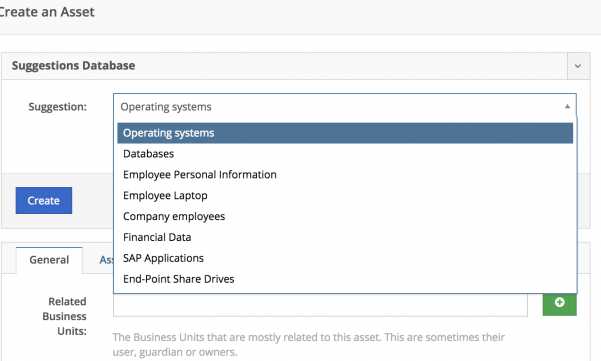 Create an Asset
Suggestions Database
Suggestion:
Operating systems
Operating systems
Databases
Employee Personal Information
Employee Laptop
Company employees
Financial Data
SAP Applications
End-Point Share Drives
Create
General
Related
Business
Units:
The Business Units that are mostly related to this asset. This are sometimes their
user, guardian or owners.